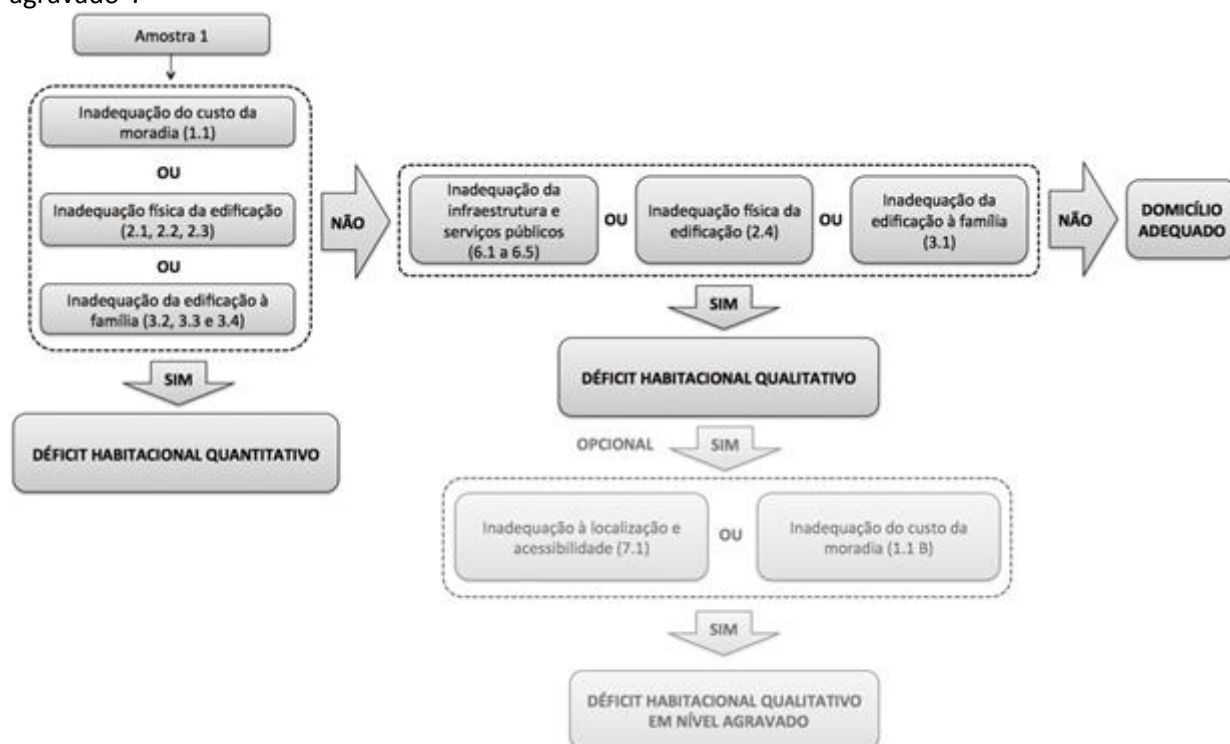 agravado".
Amostra 1
Inadequação do custo da
moradia (1.1)
OU
Inadequação física da edificação
(2.1, 2.2, 2.3)
OU
Inadequação da edificação à
família (3.2, 3.3 e 3.4)
SIM
DÉFICIT HABITACIONAL QUANTITATIVO
NÃO
Inadequação da
infraestrutura e
serviços públicos
(6.1 a 6.5)
OU
Inadequação física da
edificação (2.4)
OU
Inadequação da
edificação à família
(3.1)
NÃO
DOMICÍLIO
ADEQUADO
SIM
DÉFICIT HABITACIONAL QUALITATIVO
OPCIONAL
SIM
Inadequação à localização e
acessibilidade (7.1)
OU
Inadequação do custo da
moradia (1.1 B)
SIM
DÉFICIT HABITACIONAL QUALITATIVO
EM NÍVEL AGRAVADO